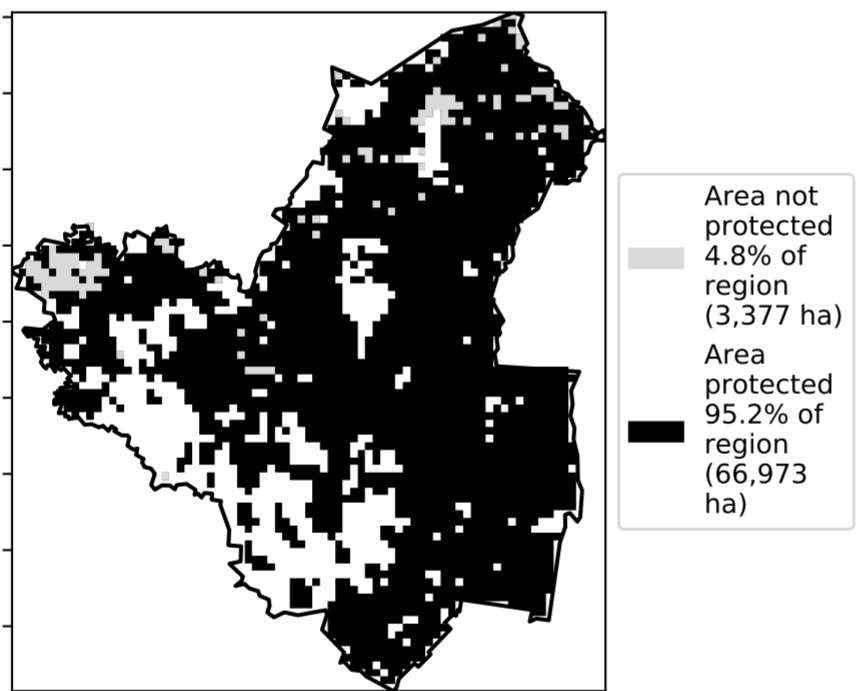 Area not
protected
4.8% of
region
(3,377 ha)
Area
protected
95.2% of
region
(66,973
ha)